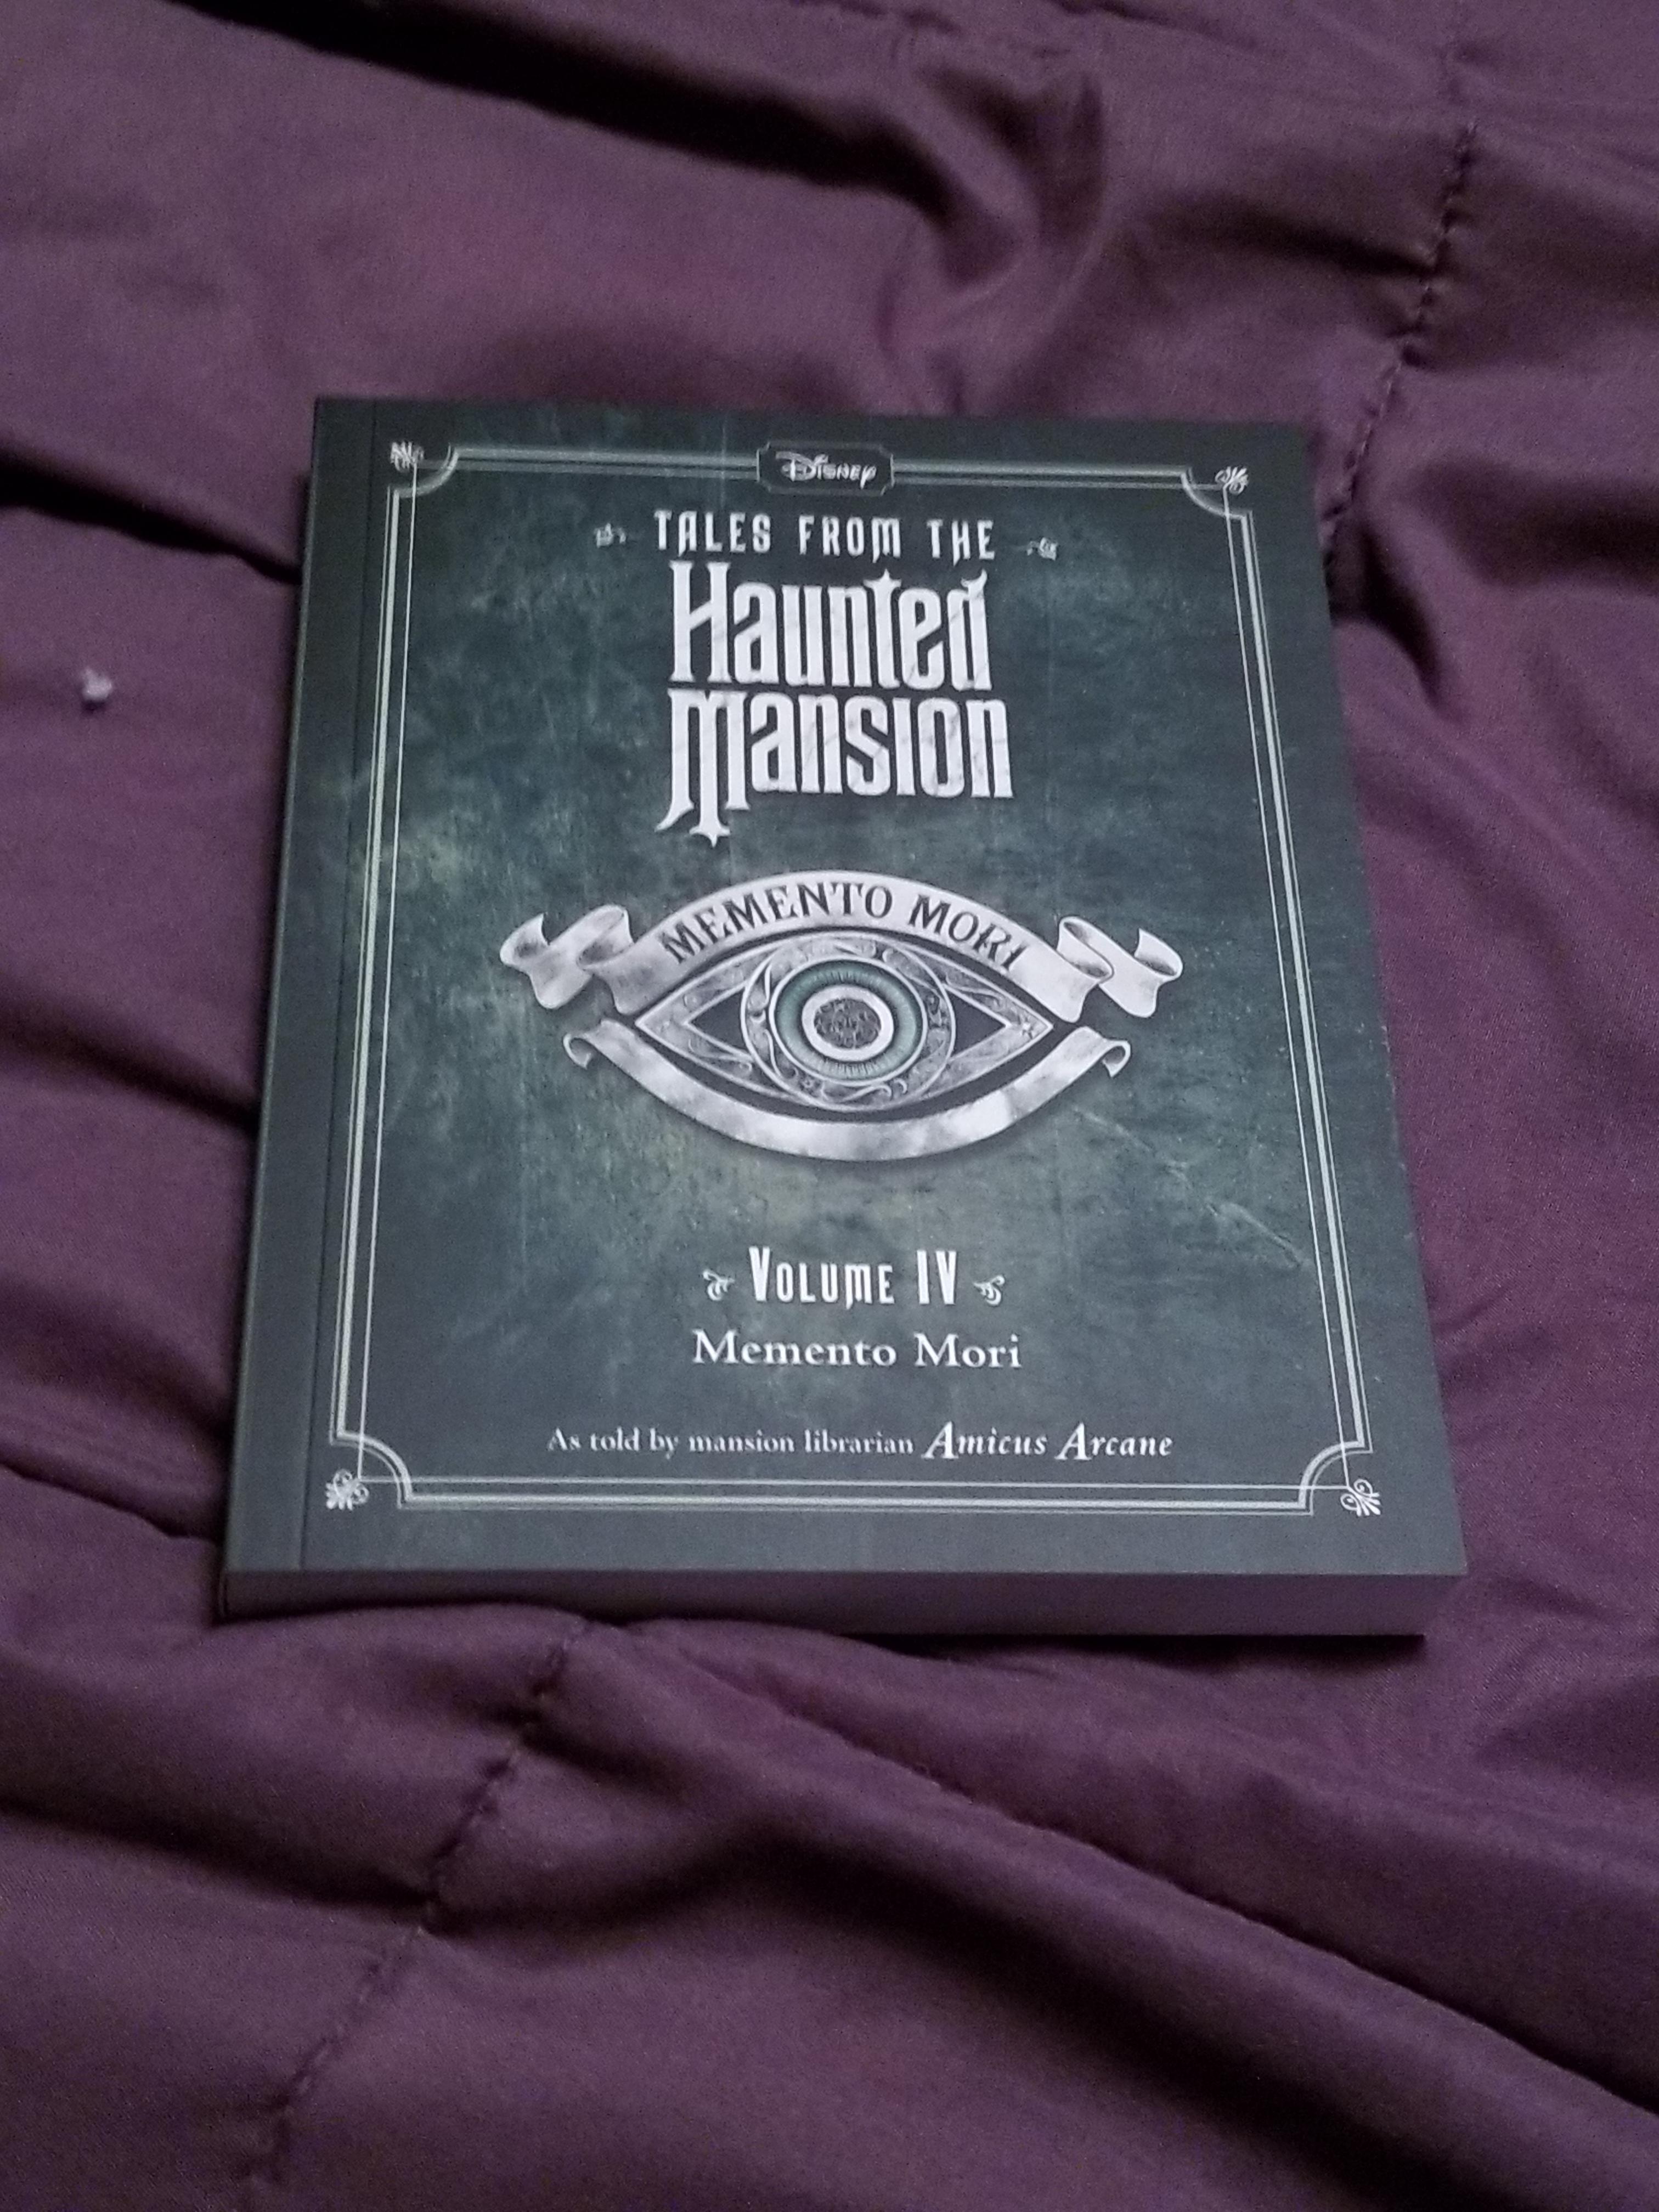 Disney
TALES FROM THE
Haunted
Mansion
MEMENTO MORI
VOLUME IV
Memento Mori
As told by mansion librarian Amicus Arcane